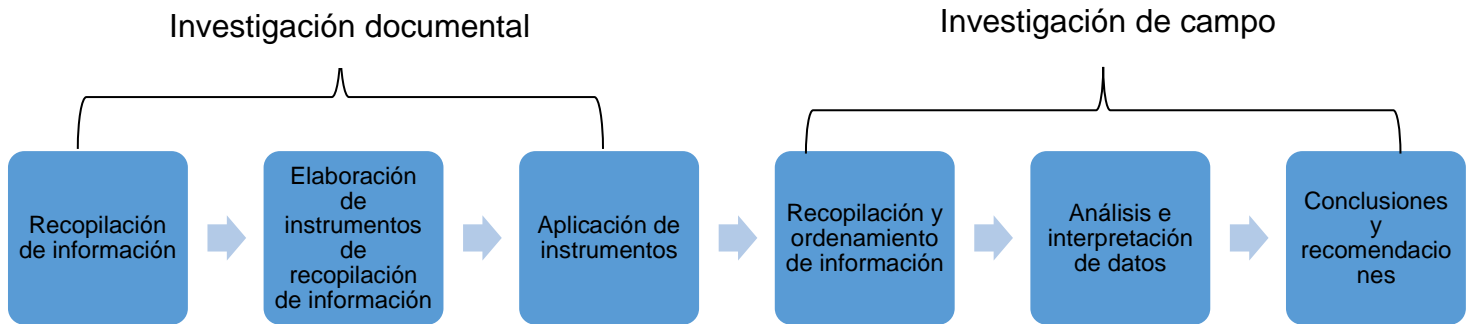 Investigación documental
Investigación de campo
Recopilación
de información
Elaboración
de
instrumentos
de
recopilación
de información
Aplicación de
instrumentos
Recopilación y
ordenamiento
de información
Análisis e
interpretación
de datos
Conclusiones
y
recomendacio
nes